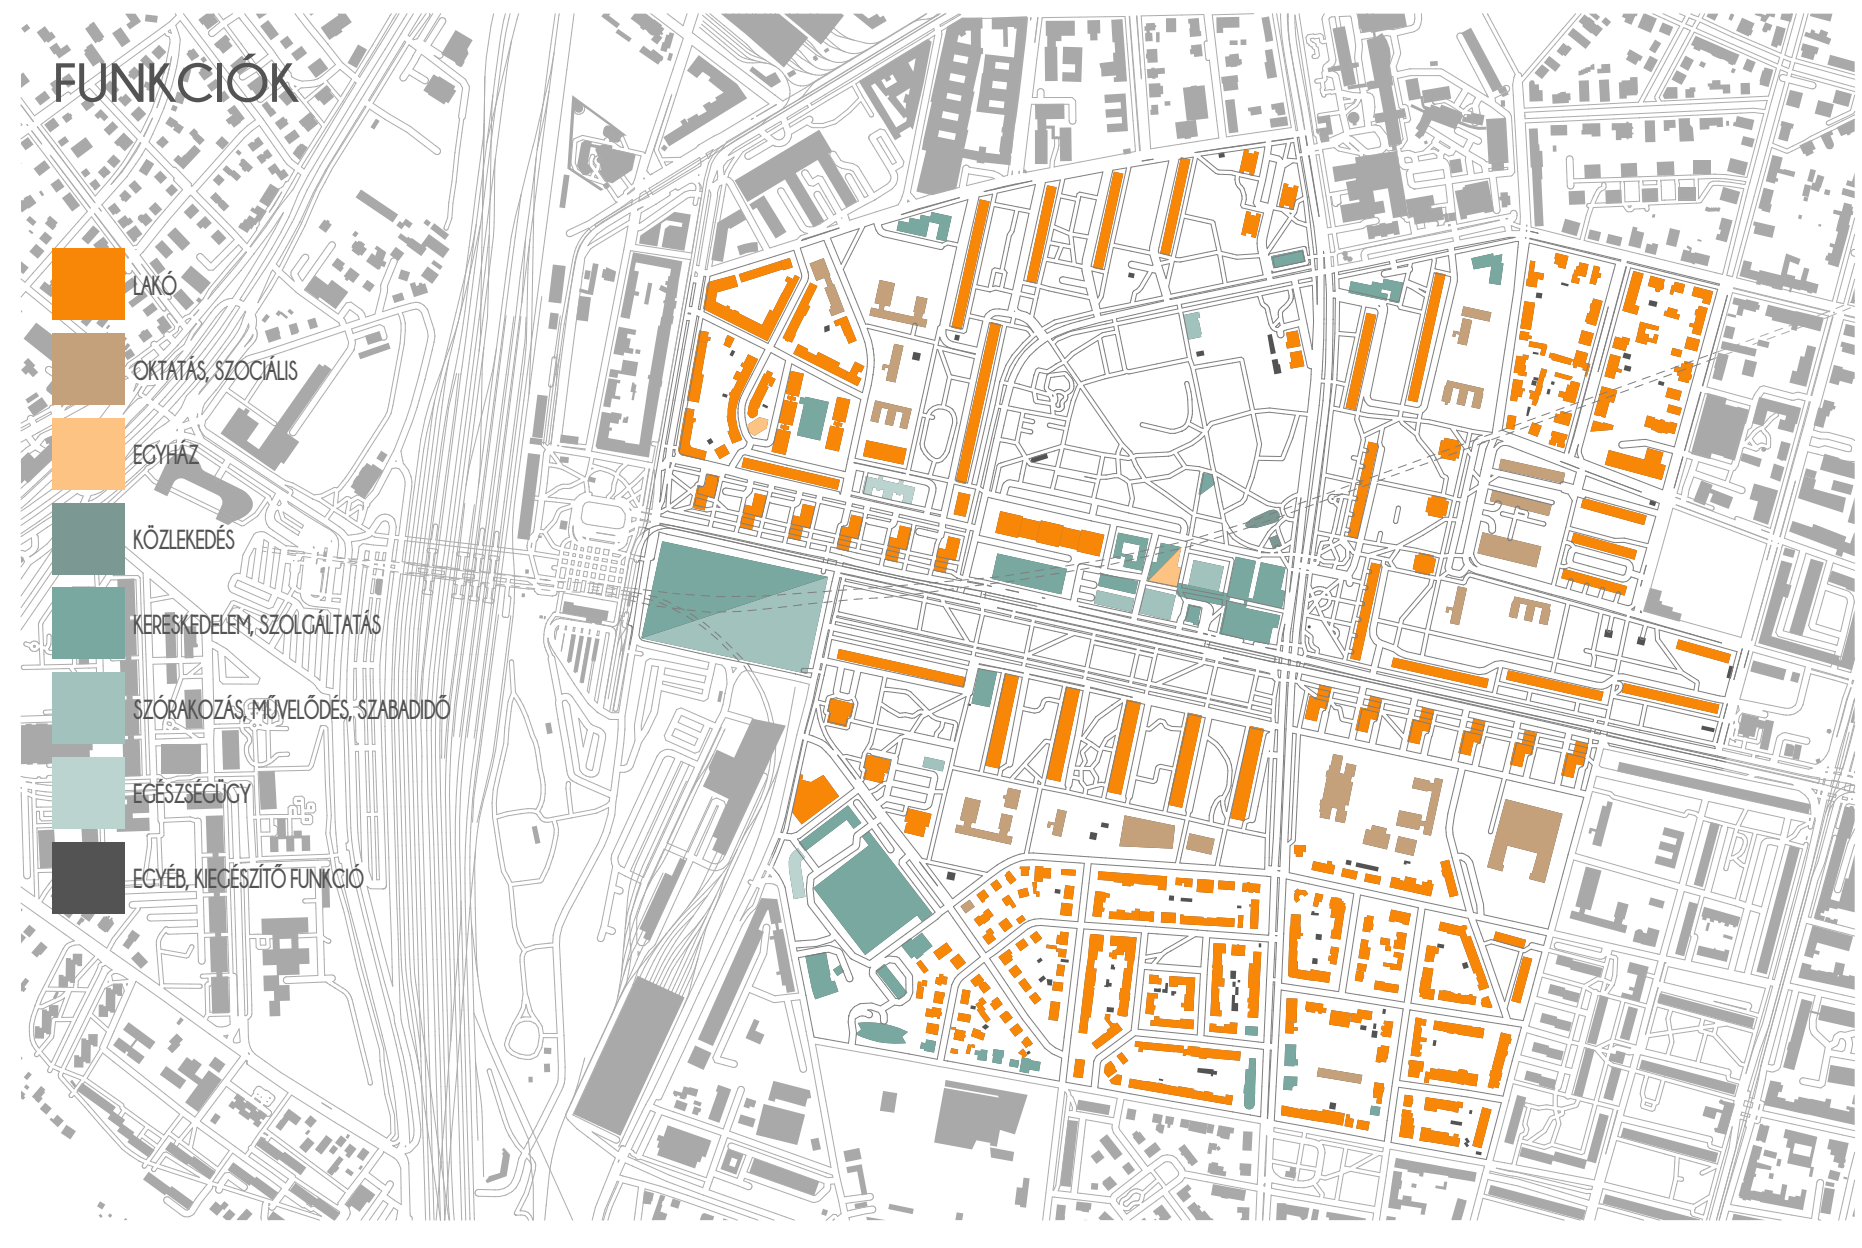 FUNKCIÓK
LAKÓ
OKTATÁS, SZOCIÁLIS
EGYHÁZ
KÖZLEKEDÉS
KERESKEDELEM, SZOLGÁLTATÁS
SZÓRAKOZÁS, MŰVELŐDÉS, SZABADIDŐ
EGÉSZSÉGÜGY
EGYÉB, KIEGÉSZÍTŐ FUNKCIÓ